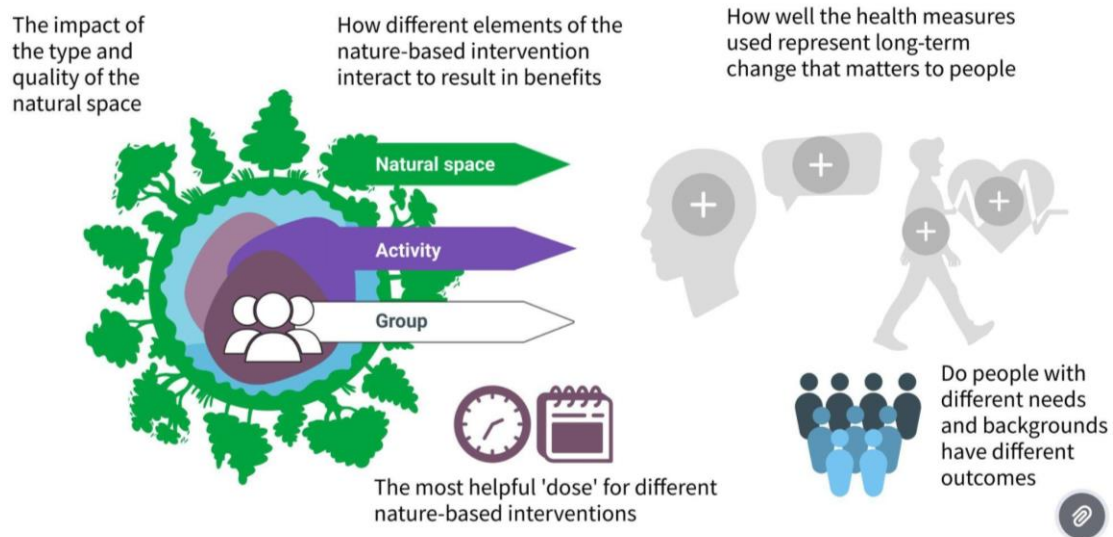 The impact of
the type and
quality of the
natural space
How different elements of the
nature-based intervention
interact to result in benefits
How well the health measures
used represent long-term
change that matters to people
Natural space
Activity
Group
The most helpful 'dose' for different
nature-based interventions
Do people with
different needs
and backgrounds
have different
outcomes